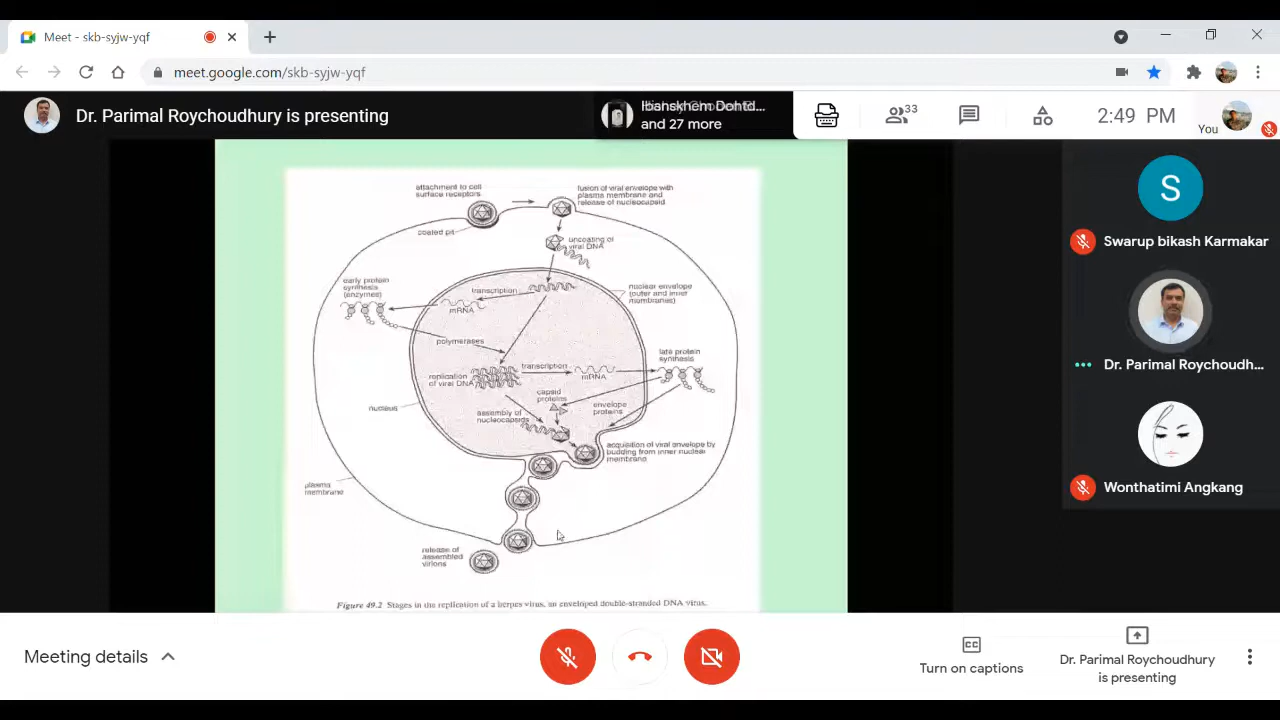 Meet - skb-syjw-yqf
meet.google.com/skb-syjw-yqf
Dr. Parimal Roychoudhury is presenting
and 27 more
33
2:49 PM
You
S
Swarup bikash Karmakar
Dr. Parimal Roychoudh...
Wonthatimi Angkang
attachment to cell
surface receptors
fusion of viral envelope with
plasma membrane and
release of nucleocapsid
coated pit
uncoating of
viral DNA
early protein
synthesis
(enzymes)
transcription
mRNA
nuclear envelope
(outer and inner
membranes)
polymerases
late protein
synthesis
transcription
mRNA
replication
of viral DNA
capsid
proteins
nucleus
assembly of
nucleocapsids
envelope
proteins
acquisition of viral envelope by
budding from inner nuclear
membrane
plasma
membrane
release of
assembled
virions
Figure 49.2 Stages in the replication of a herpes virus, an enveloped double-stranded DNA virus.
Meeting details
CC
Turn on captions
Dr. Parimal Roychoudhury
is presenting